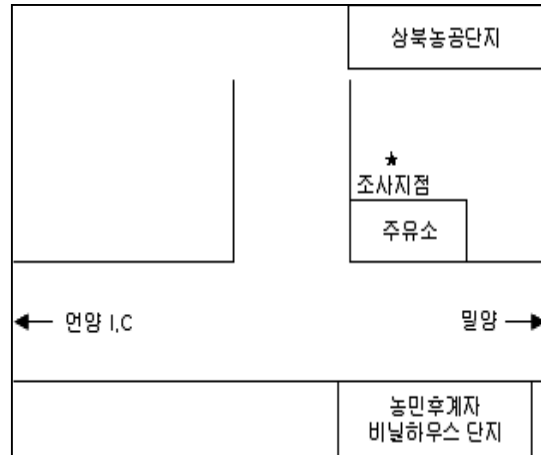 상북농공단지
★
조사지점
주유소
← 언양 I,C
밀양 →
농민후계자
비닐하우스 단지